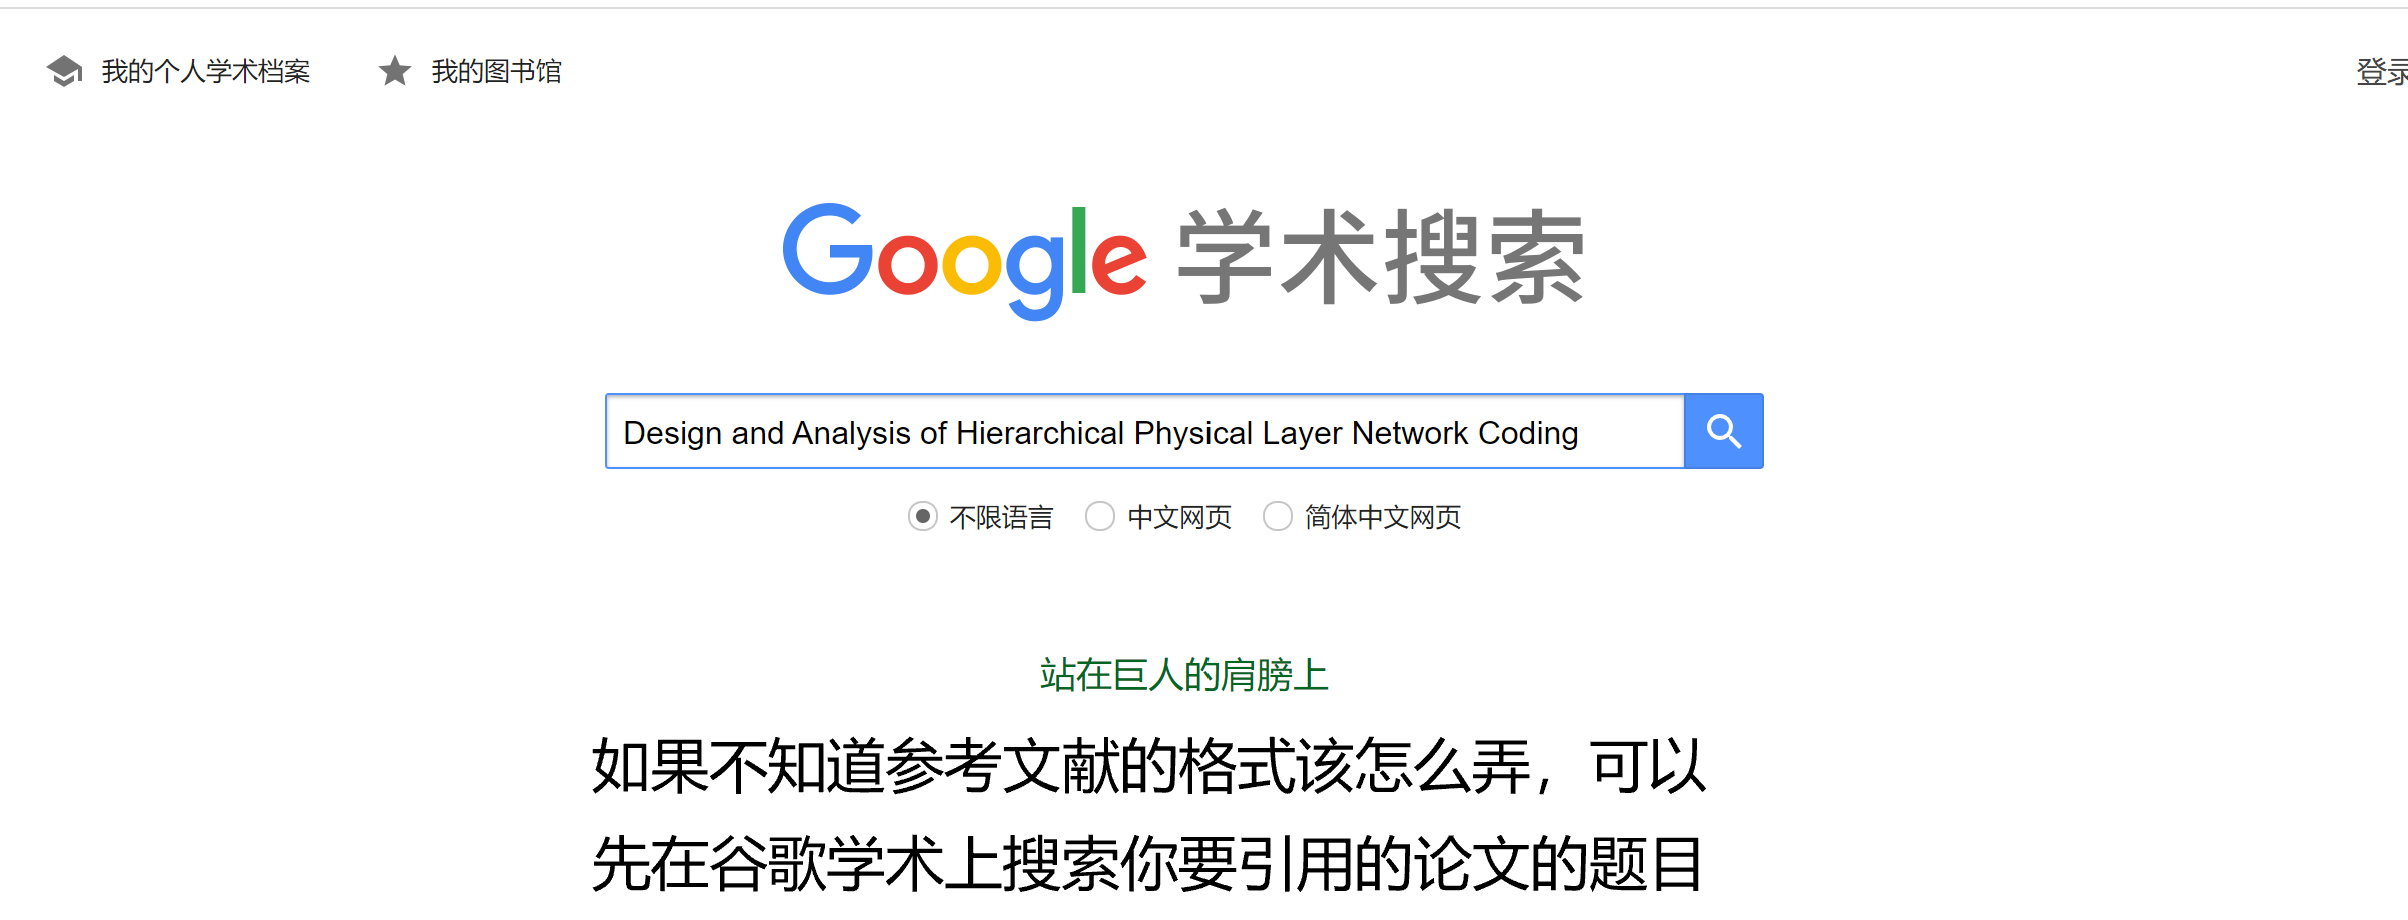 我的个人学术档案 我的图书馆 登录
Google 学术搜索
Design and Analysis of Hierarchical Physical Layer Network Coding
不限语言 中文网页 简体中文网页
站在巨人的肩膀上
如果不知道参考文献的格式该怎么弄，可以
先在谷歌学术上搜索你要引用的论文的题目